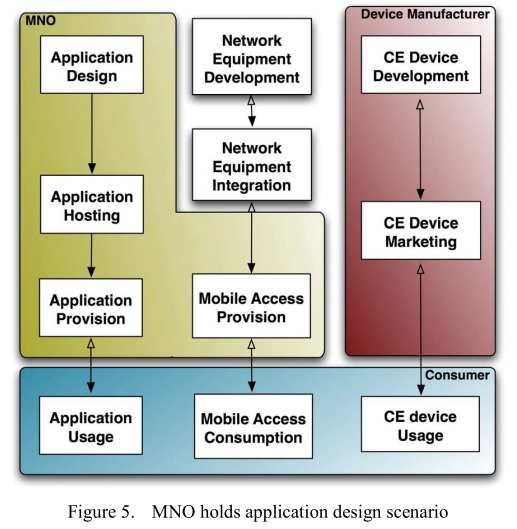 MNO
Application
Design
Application
Hosting
Application
Provision
Network
Equipment
Development
Network
Equipment
Integration
Mobile Access
Provision
Device Manufacturer
CE Device
Development
CE Device
Marketing
Consumer
Application
Usage
Mobile Access
Consumption
CE device
Usage
Figure 5. MNO holds application design scenario